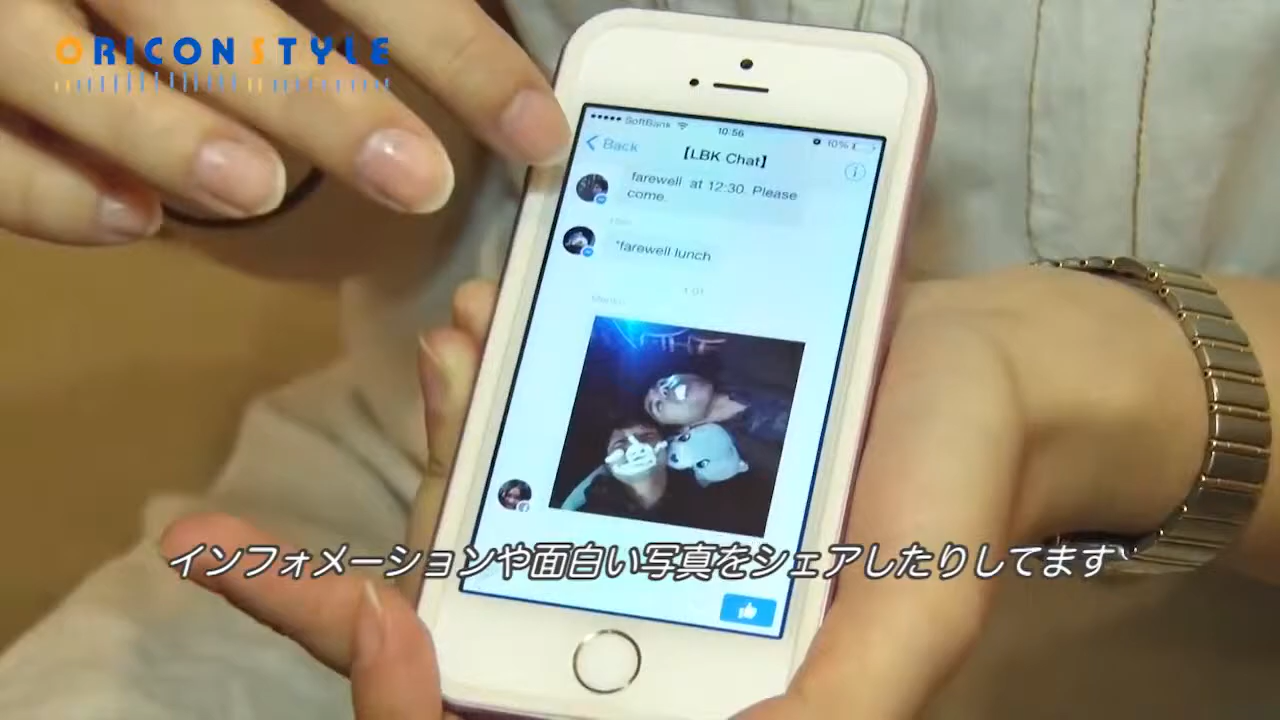 ORICON STYLE
SoftBank
10:56
10%
Back
【LBK Chat】
farewell at 12:30. Please
come.
*farewell lunch
インフォメーションや面白い写真をシェアしたりしてます